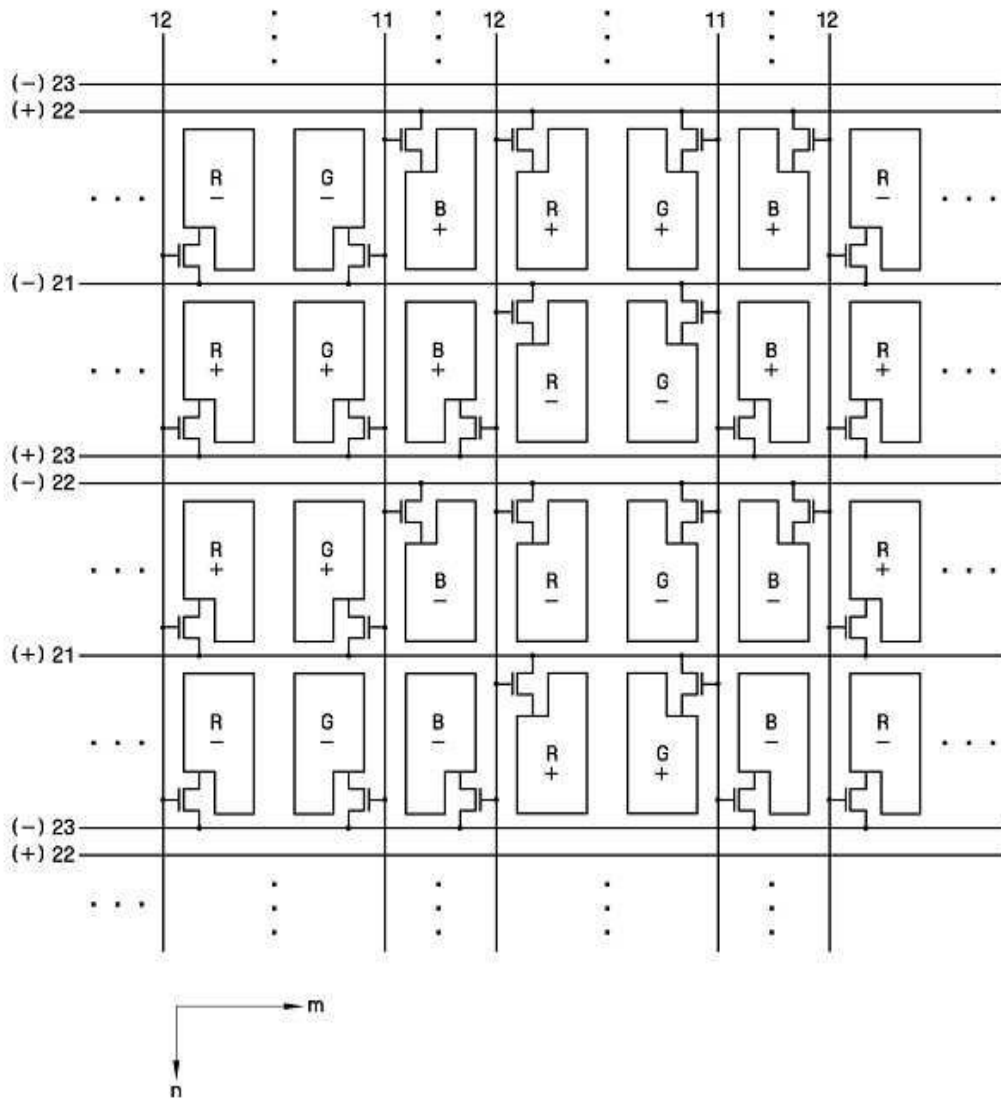 12 11 12 11 12
(-) 23
(+) 22
R G R
- - -
B R G B
+ + + +
(-) 21
R G B B R
+ + + + +
R G
- -
(+) 23
(-) 22
R G R
+ + +
B R G B
- - - -
(+) 21
R G B B R
- - - - -
R G
+ +
(-) 23
(+) 22
m
n